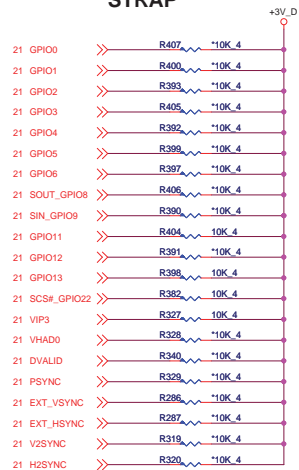 STRAP
+3V_D
21 GPIO0 R407 *10K_4
21 GPIO1 R400 *10K_4
21 GPIO2 R393 *10K_4
21 GPIO3 R405 *10K_4
21 GPIO4 R392 *10K_4
21 GPIO5 R399 *10K_4
21 GPIO6 R397 *10K_4
21 SOUT_GPIO8 R406 *10K_4
21 SIN_GPIO9 R390 *10K_4
21 GPIO11 R404 10K_4
21 GPIO12 R391 *10K_4
21 GPIO13 R398 10K_4
21 SCS#_GPIO22 R382 10K_4
21 VIP3 R327 *10K_4
21 VHAD0 R328 *10K_4
21 DVALID R340 *10K_4
21 PSYNC R329 *10K_4
21 EXT_VSYNC R286 *10K_4
21 EXT_HSYNC R287 *10K_4
21 V2SYNC R319 *10K_4
21 H2SYNC R320 *10K_4